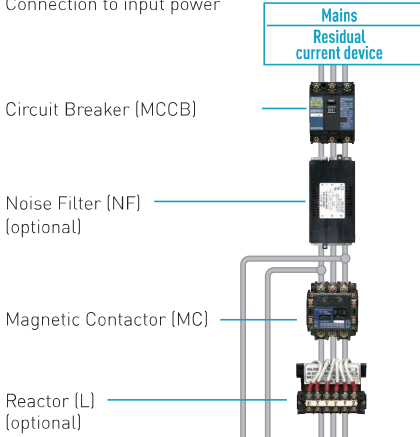 Connection to input power
Mains
Residual
current device
Circuit Breaker (MCCB)
Noise Filter (NF)
(optional)
Magnetic Contactor (MC)
Reactor (L)
(optional)